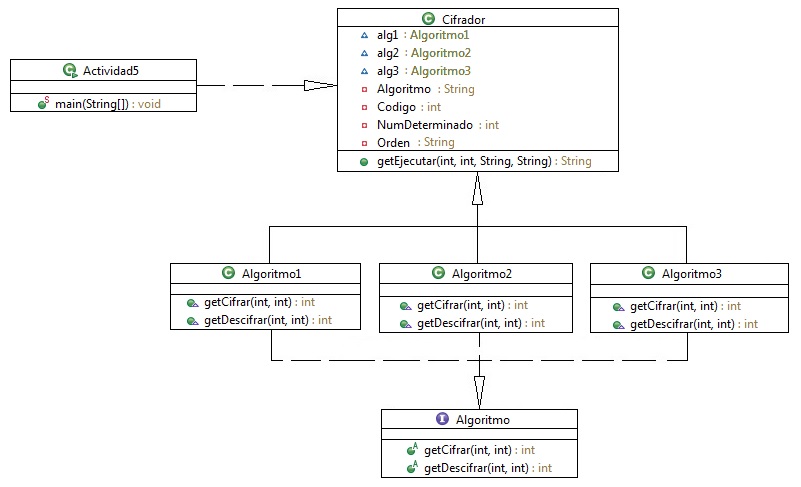 Cifrador
alg1 : Algoritmo1
alg2 : Algoritmo2
alg3 : Algoritmo3
Algoritmo : String
Codigo : int
NumDeterminado : int
Orden : String
getEjecutar(int, int, String, String) : String
Actividad5
main(String[]) : void
Algoritmo1
getCifrar(int, int) : int
getDescifrar(int, int) : int
Algoritmo2
getCifrar(int, int) : int
getDescifrar(int, int) : int
Algoritmo3
getCifrar(int, int) : int
getDescifrar(int, int) : int
Algoritmo
getCifrar(int, int) : int
getDescifrar(int, int) : int